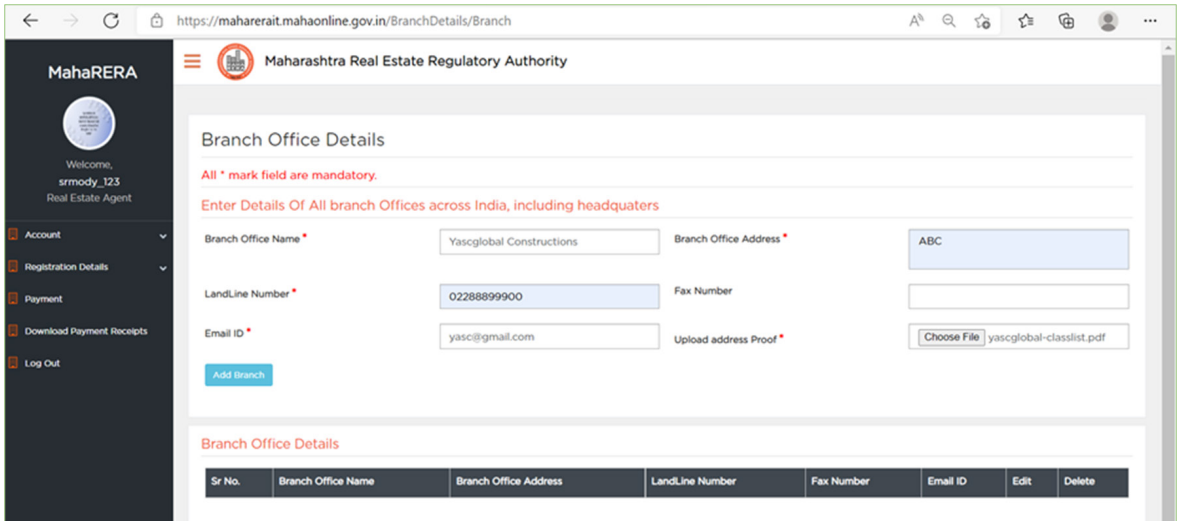 https://maharerait.mahaonline.gov.in/BranchDetails/Branch
MahaRERA
Maharashtra Real Estate Regulatory Authority
Welcome,
srmody_123
Real Estate Agent
Account
Registration Details
Payment
Download Payment Receipts
Log Out
Branch Office Details
All * mark field are mandatory.
Enter Details Of All branch Offices across India, including headquaters
Branch Office Name * Yascglobal Constructions Branch Office Address * ABC
LandLine Number * 02288899900 Fax Number
Email ID * yasc@gmail.com Upload address Proof * Choose File yascglobal-classlist.pdf
Add Branch
Branch Office Details
Sr No. Branch Office Name Branch Office Address LandLine Number Fax Number Email ID Edit Delete